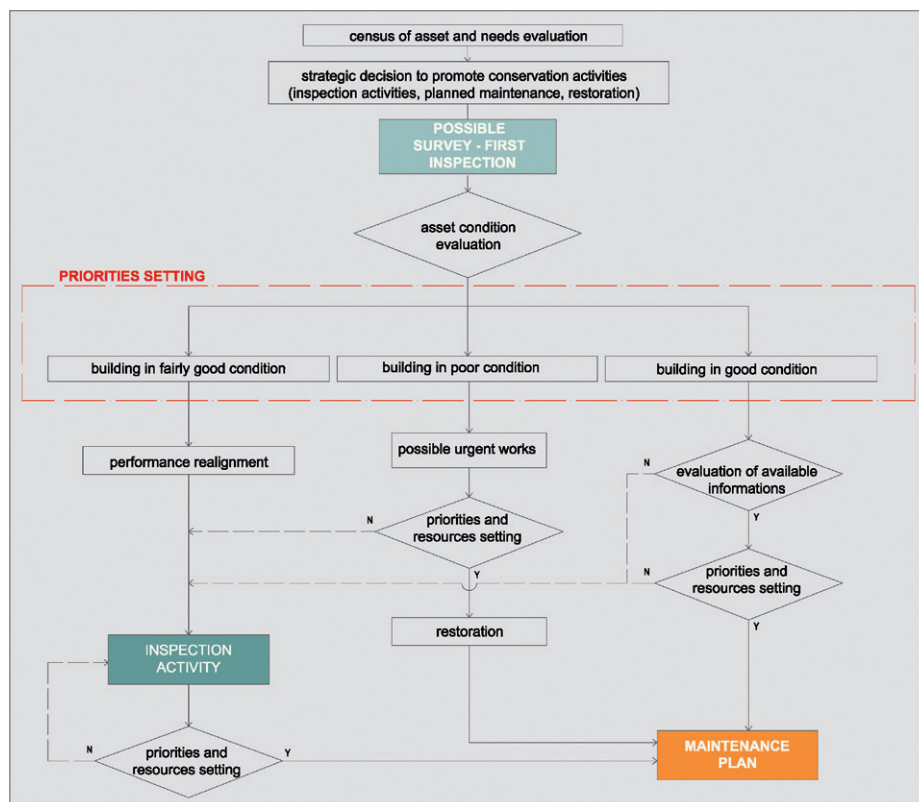 census of asset and needs evaluation
strategic decision to promote conservation activities
(inspection activities, planned maintenance, restoration)
POSSIBLE
SURVEY - FIRST
INSPECTION
asset condition
evaluation
PRIORITIES SETTING
building in fairly good condition
building in poor condition
building in good condition
performance realignment
possible urgent works
N
evaluation of available
informations
Y
N
priorities and
resources setting
Y
N
priorities and
resources setting
Y
restoration
INSPECTION
ACTIVITY
N
priorities and
resources setting
Y
MAINTENANCE
PLAN